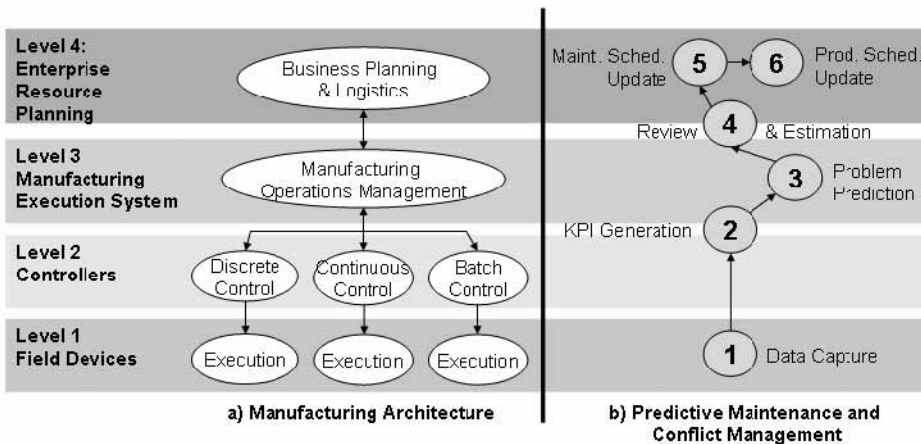 Level 4:
Enterprise
Resource
Planning
Business Planning
& Logistics
Level 3
Manufacturing
Execution System
Manufacturing
Operations Management
Level 2
Controllers
Discrete
Control
Continuous
Control
Batch
Control
Level 1
Field Devices
Execution
Execution
Execution
a) Manufacturing Architecture
Maint. Sched.
Update
5
6
Prod. Sched.
Update
Review
4
& Estimation
3
Problem
Prediction
KPI Generation
2
1
Data Capture
b) Predictive Maintenance and
Conflict Management